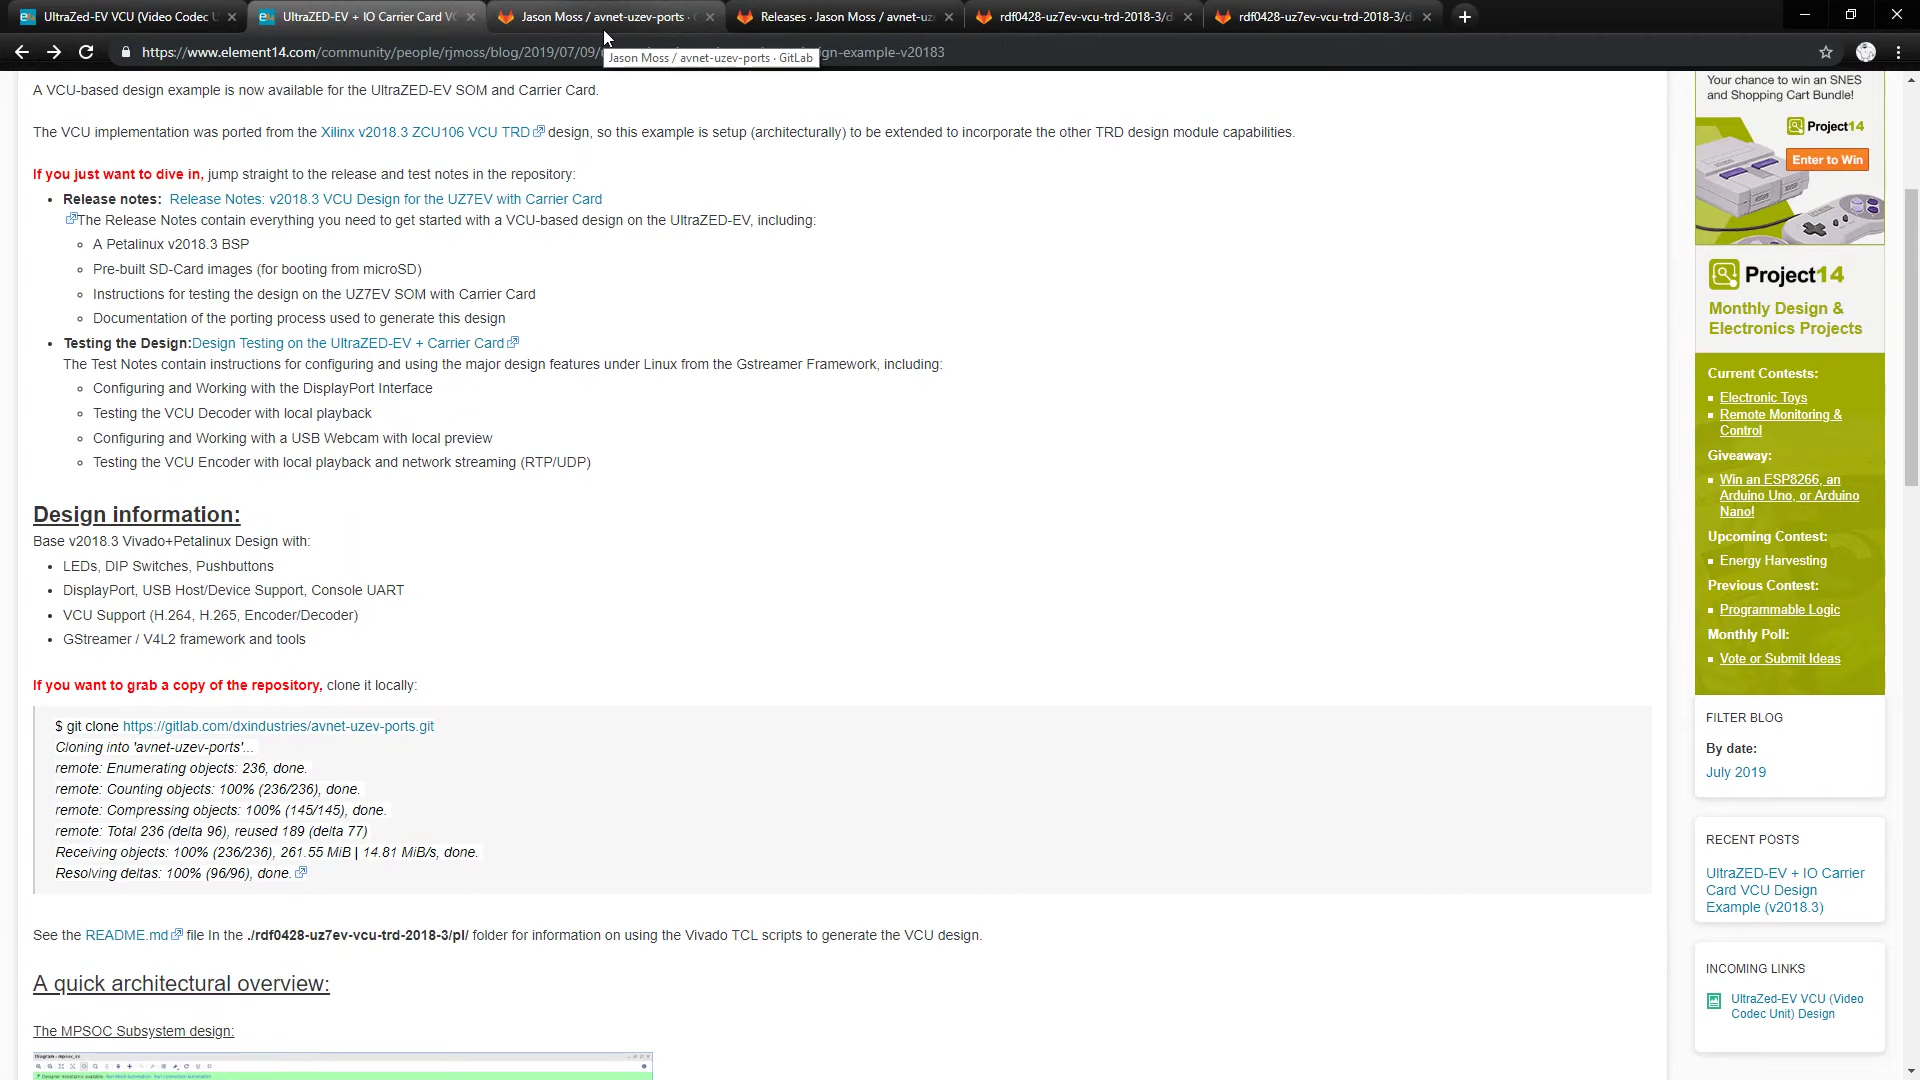 UltraZed-EV VCU (Video Codec U
UltraZED-EV + IO Carrier Card VC
Jason Moss / avnet-uzev-ports ·
Releases · Jason Moss / avnet-uz
rdf0428-uz7ev-vcu-trd-2018-3/d
rdf0428-uz7ev-vcu-trd-2018-3/d
https://www.element14.com/community/people/rjmoss/blog/2019/07/09/
gn-example-v20183
Jason Moss / avnet-uzev-ports · GitLab
A VCU-based design example is now available for the UltraZED-EV SOM and Carrier Card.
The VCU implementation was ported from the Xilinx v2018.3 ZCU106 VCU TRD design, so this example is setup (architecturally) to be extended to incorporate the other TRD design module capabilities.
If you just want to dive in, jump straight to the release and test notes in the repository:
• Release notes: Release Notes: v2018.3 VCU Design for the UZ7EV with Carrier Card
The Release Notes contain everything you need to get started with a VCU-based design on the UltraZED-EV, including:
A Petalinux v2018.3 BSP
Pre-built SD-Card images (for booting from microSD)
Instructions for testing the design on the UZ7EV SOM with Carrier Card
Documentation of the porting process used to generate this design
• Testing the Design:Design Testing on the UltraZED-EV + Carrier Card
The Test Notes contain instructions for configuring and using the major design features under Linux from the Gstreamer Framework, including:
Configuring and Working with the DisplayPort Interface
Testing the VCU Decoder with local playback
Configuring and Working with a USB Webcam with local preview
Testing the VCU Encoder with local playback and network streaming (RTP/UDP)
Design information:
Base v2018.3 Vivado+Petalinux Design with:
• LEDs, DIP Switches, Pushbuttons
• DisplayPort, USB Host/Device Support, Console UART
• VCU Support (H.264, H.265, Encoder/Decoder)
• GStreamer / V4L2 framework and tools
If you want to grab a copy of the repository, clone it locally:
$ git clone https://gitlab.com/dxindustries/avnet-uzev-ports.git
Cloning into 'avnet-uzev-ports'...
remote: Enumerating objects: 236, done.
remote: Counting objects: 100% (236/236), done.
remote: Compressing objects: 100% (145/145), done.
remote: Total 236 (delta 96), reused 189 (delta 77)
Receiving objects: 100% (236/236), 261.55 MiB | 14.81 MiB/s, done.
Resolving deltas: 100% (96/96), done.
See the README.md file In the ./rdf0428-uz7ev-vcu-trd-2018-3/pl/ folder for information on using the Vivado TCL scripts to generate the VCU design.
A quick architectural overview:
The MPSOC Subsystem design:
Your chance to win an SNES
and Shopping Cart Bundle!
Project14
Enter to Win
Project14
Monthly Design &
Electronics Projects
Current Contests:
Electronic Toys
Remote Monitoring &
Control
Giveaway:
Win an ESP8266, an
Arduino Uno, or Arduino
Nano!
Upcoming Contest:
Energy Harvesting
Previous Contest:
Programmable Logic
Monthly Poll:
Vote or Submit Ideas
FILTER BLOG
By date:
July 2019
RECENT POSTS
UltraZED-EV + IO Carrier
Card VCU Design
Example (v2018.3)
INCOMING LINKS
UltraZed-EV VCU (Video
Codec Unit) Design